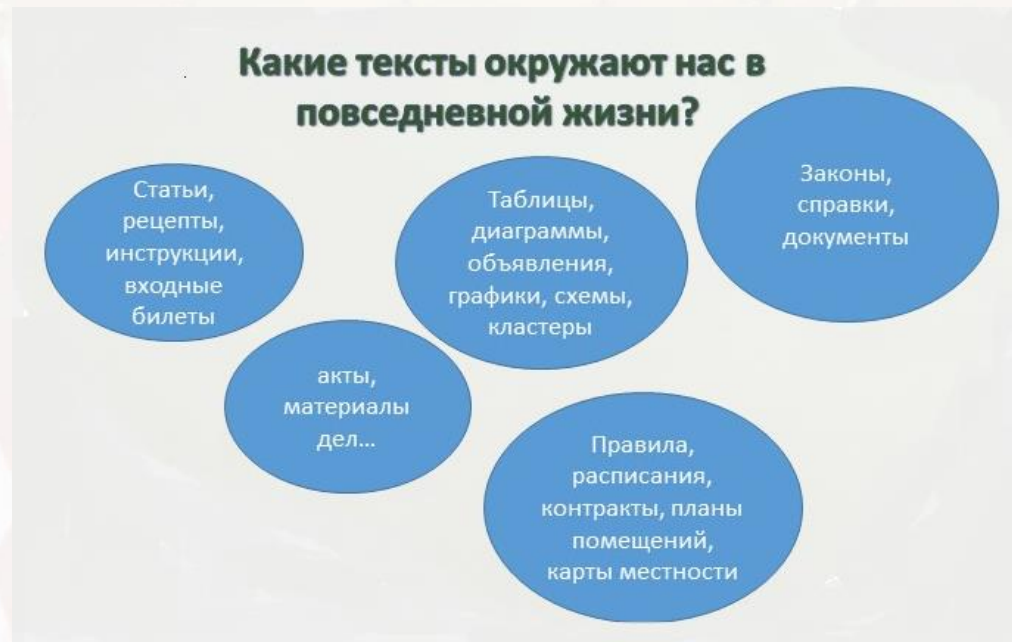 Какие тексты окружают нас в
повседневной жизни?
Статьи,
рецепты,
инструкции,
входные
билеты
Таблицы,
диаграммы,
объявления,
графики, схемы,
кластеры
Законы,
справки,
документы
акты,
материалы
дел...
Правила,
расписания,
контракты, планы
помещений,
карты местности